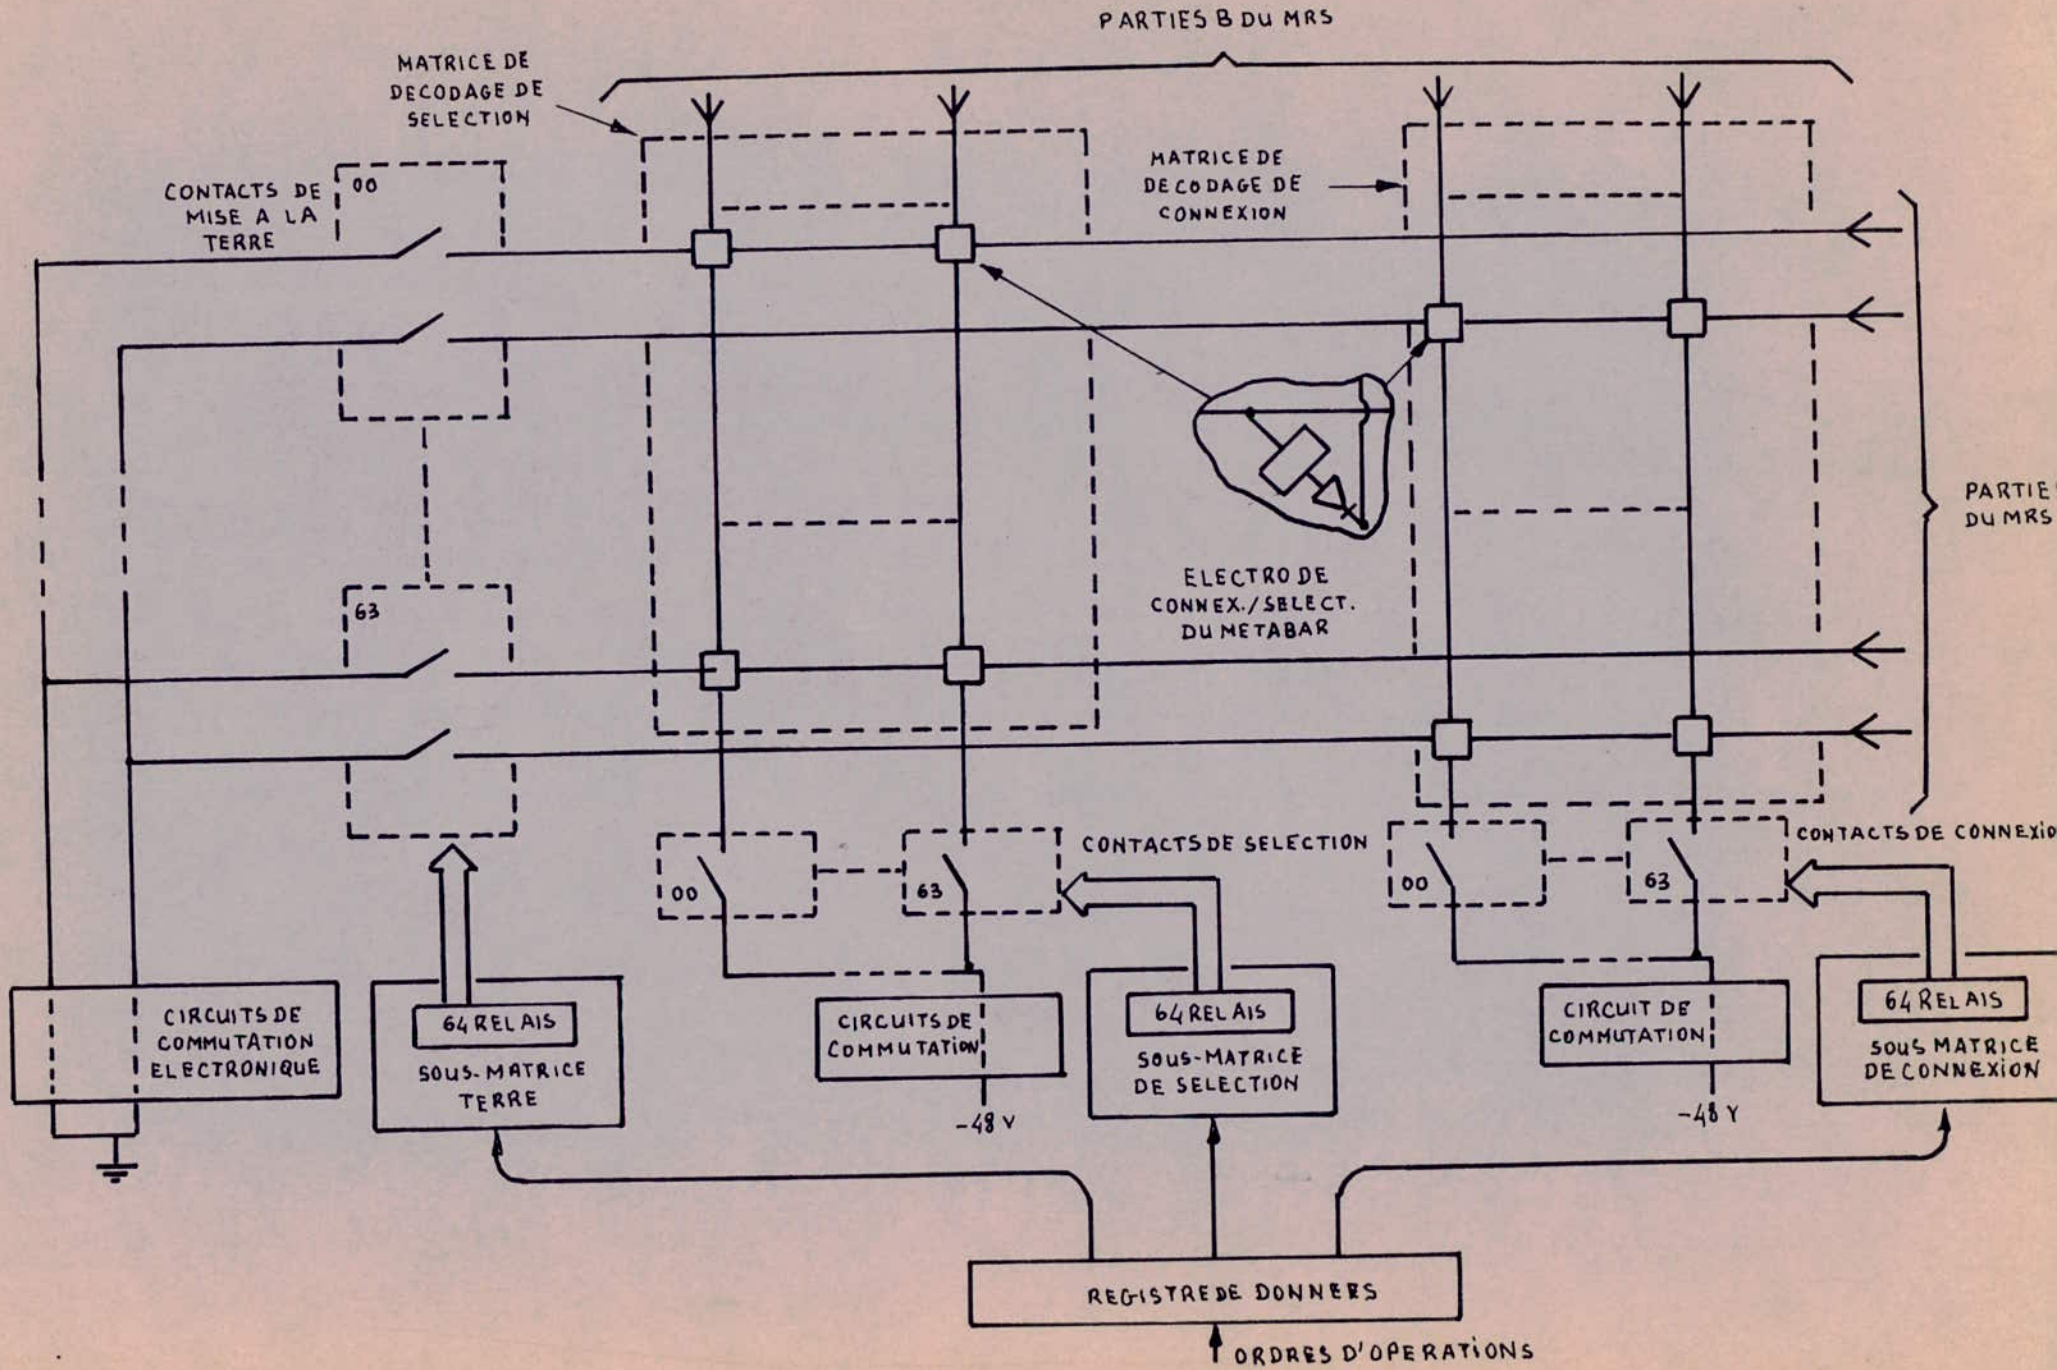 PARTIES B DU MRS
MATRICE DE
DECODAGE DE
SELECTION
MATRICE DE
DECODAGE DE
CONNEXION
CONTACTS DE
MISE A LA
TERRE
00
PARTIE
DU MRS
ELECTRO DE
CONNEX./SELECT.
DU METABAR
63
CONTACTS DE SELECTION
CONTACTS DE CONNEXIO
00
63
00
63
CIRCUITS DE
COMMUTATION
ELECTRONIQUE
64 RELAIS
SOUS-MATRICE
TERRE
CIRCUITS DE
COMMUTATION
-48 V
64 RELAIS
SOUS-MATRICE
DE SELECTION
CIRCUIT DE
COMMUTATION
-48 V
64 RELAIS
SOUS MATRICE
DE CONNEXION
REGISTRE DE DONNEES
ORDRES D'OPERATIONS